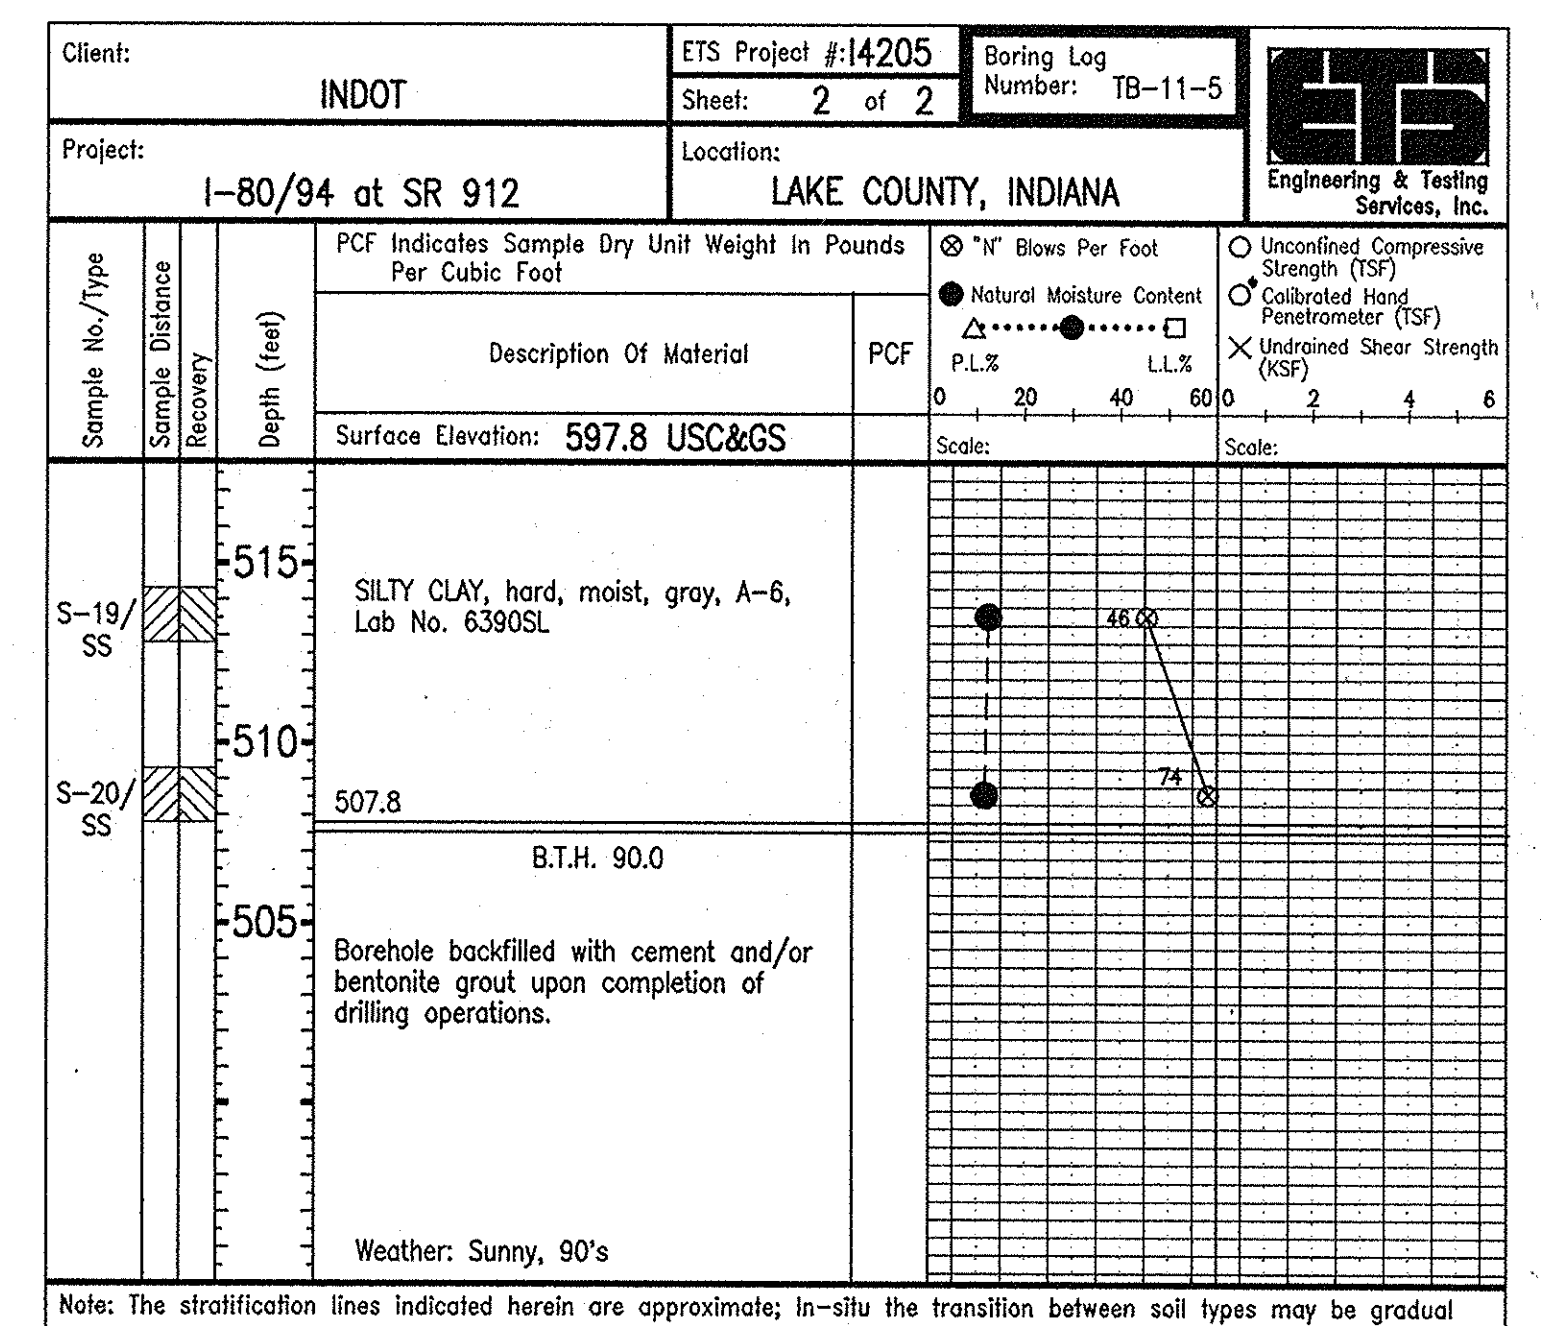 Client:
INDOT
ETS Project #:14205
Sheet: 2 of 2
Boring Log
Number: TB-11-5
ETS
Engineering & Testing
Services, Inc.
Project:
I-80/94 at SR 912
Location:
LAKE COUNTY, INDIANA
Sample No./Type
Sample Distance
Recovery
Depth (feet)
PCF Indicates Sample Dry Unit Weight In Pounds
Per Cubic Foot
Description Of Material
PCF
Surface Elevation: 597.8 USC&GS
"N" Blows Per Foot
Natural Moisture Content
P.L.% L.L.%
0 20 40 60
Scale:
Unconfined Compressive
Strength (TSF)
Calibrated Hand
Penetrometer (TSF)
Undrained Shear Strength
(KSF)
0 2 4 6
Scale:
515
SILTY CLAY, hard, moist, gray, A-6,
Lab No. 6390SL
S-19/
SS
46
510
74
S-20/
SS
507.8
B.T.H. 90.0
505
Borehole backfilled with cement and/or
bentonite grout upon completion of
drilling operations.
Weather: Sunny, 90's
Note: The stratification lines indicated herein are approximate; In-situ the transition between soil types may be gradual